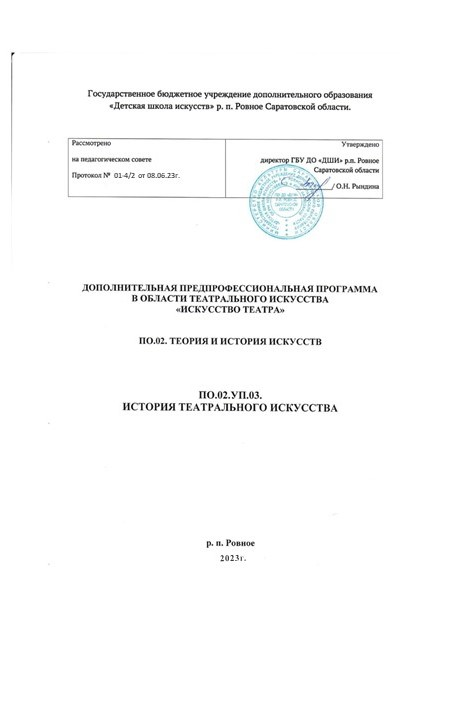 Государственное бюджетное учреждение дополнительного образования
«Детская школа искусств» р. п. Ровное Саратовской области.
Рассмотрено
на педагогическом совете
Протокол № 01-4/2 от 08.06.23г.
Утверждено
директор ГБУ ДО «ДШИ» р.п. Ровное
Саратовской области
/ О.Н. Рындина
ДОПОЛНИТЕЛЬНАЯ ПРЕДПРОФЕССИОНАЛЬНАЯ ПРОГРАММА
В ОБЛАСТИ ТЕАТРАЛЬНОГО ИСКУССТВА
«ИСКУССТВО ТЕАТРА»
ПО.02. ТЕОРИЯ И ИСТОРИЯ ИСКУССТВ
ПО.02.УП.03.
ИСТОРИЯ ТЕАТРАЛЬНОГО ИСКУССТВА
р. п. Ровное
2023г.